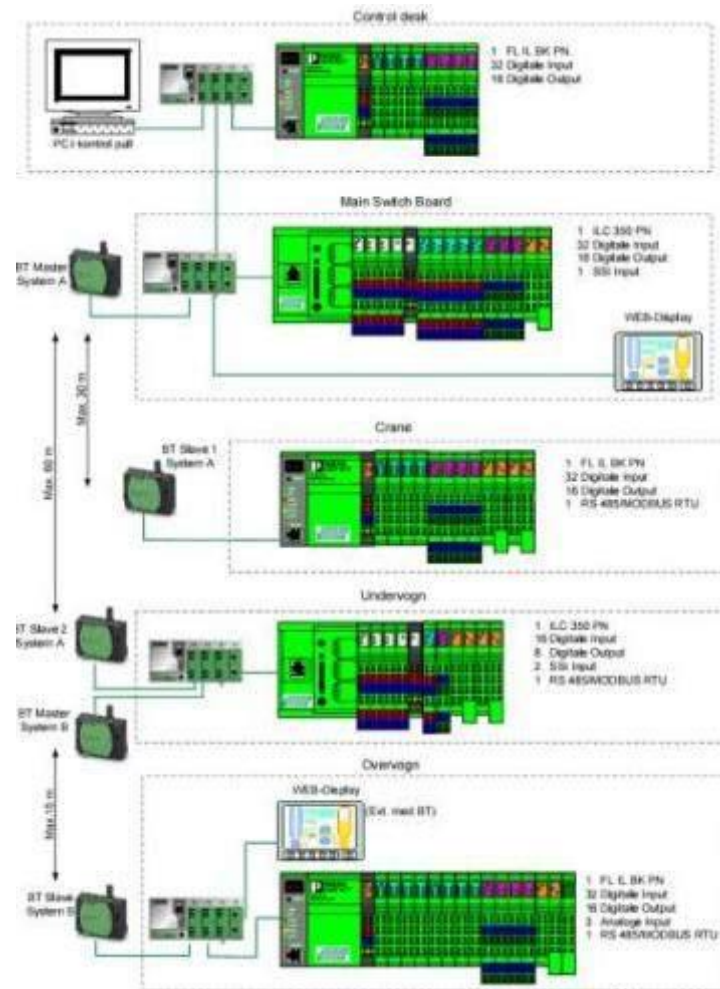 Control desk
1 FL IL BK PN
32 Digitale Input
16 Digitale Output
PC i kontrol pult
Main Switch Board
1 ILC 350 PN
32 Digitale Input
16 Digitale Output
1 SSI Input
BT Master
System A
WEB-Display
Max. 30 m
Max. 60 m
Crane
BT Slave 1
System A
1 FL IL BK PN
32 Digitale Input
16 Digitale Output
1 RS 485/MODBUS RTU
Undervogn
1 ILC 350 PN
16 Digitale Input
8 Digitale Output
2 SSI Input
1 RS 485/MODBUS RTU
BT Slave 2
System A
BT Master
System B
Max.15 m
Overvogn
WEB-Display
(Ext. med BT)
1 FL IL BK PN
32 Digitale Input
16 Digitale Output
3 Analoge Input
1 RS 485/MODBUS RTU
BT Slave
System B